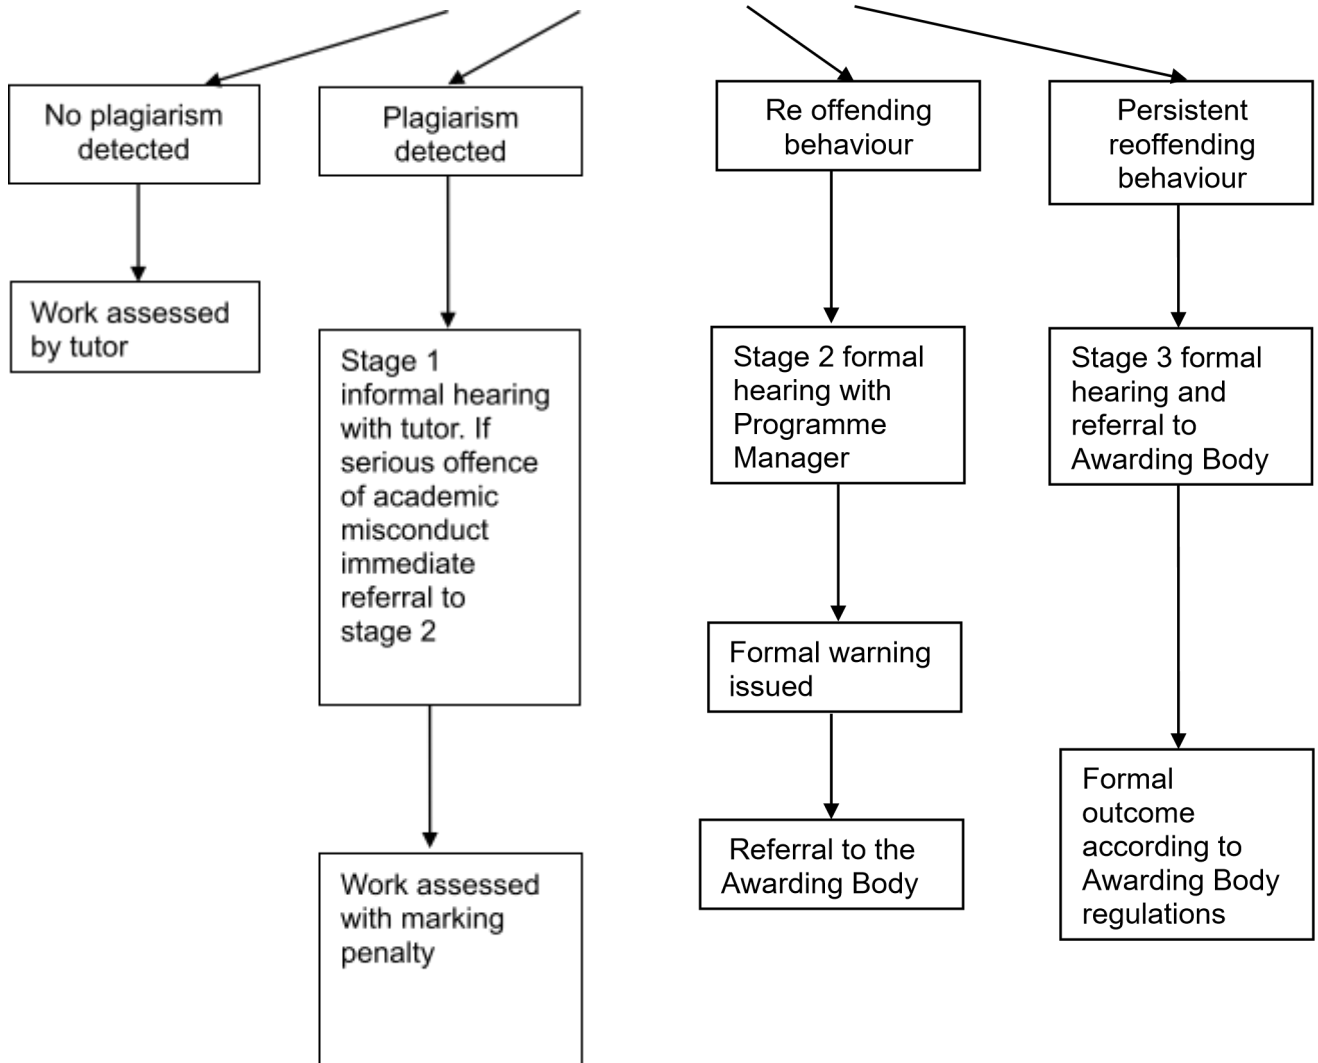 No plagiarism
detected
Plagiarism
detected
Re offending
behaviour
Persistent
reoffending
behaviour
Work assessed
by tutor
Stage 1
informal hearing
with tutor. If
serious offence
of academic
misconduct
immediate
referral to
stage 2
Stage 2 formal
hearing with
Programme
Manager
Stage 3 formal
hearing and
referral to
Awarding Body
Formal warning
issued
Referral to the
Awarding Body
Formal
outcome
according to
Awarding Body
regulations
Work assessed
with marking
penalty